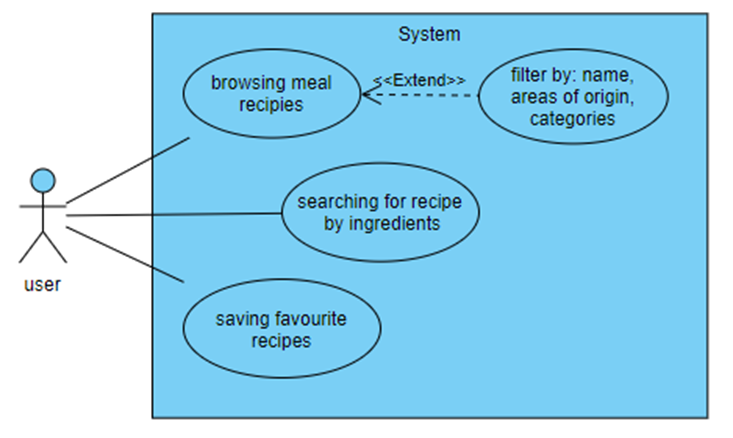 System
browsing meal
recipies
<<Extend>>
filter by: name,
areas of origin,
categories
searching for recipe
by ingredients
user
saving favourite
recipes